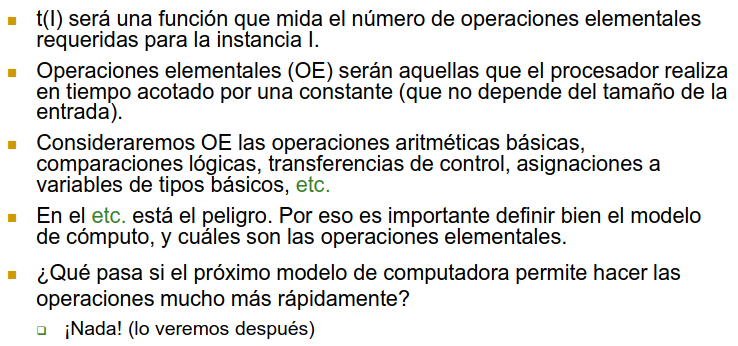 t(I) será una función que mida el número de operaciones elementales
requeridas para la instancia I.
Operaciones elementales (OE) serán aquellas que el procesador realiza
en tiempo acotado por una constante (que no depende del tamaño de la
entrada).
Consideraremos OE las operaciones aritméticas básicas,
comparaciones lógicas, transferencias de control, asignaciones a
variables de tipos básicos, etc.
En el etc. está el peligro. Por eso es importante definir bien el modelo
de cómputo, y cuáles son las operaciones elementales.
¿Qué pasa si el próximo modelo de computadora permite hacer las
operaciones mucho más rápidamente?
¡Nada! (lo veremos después)